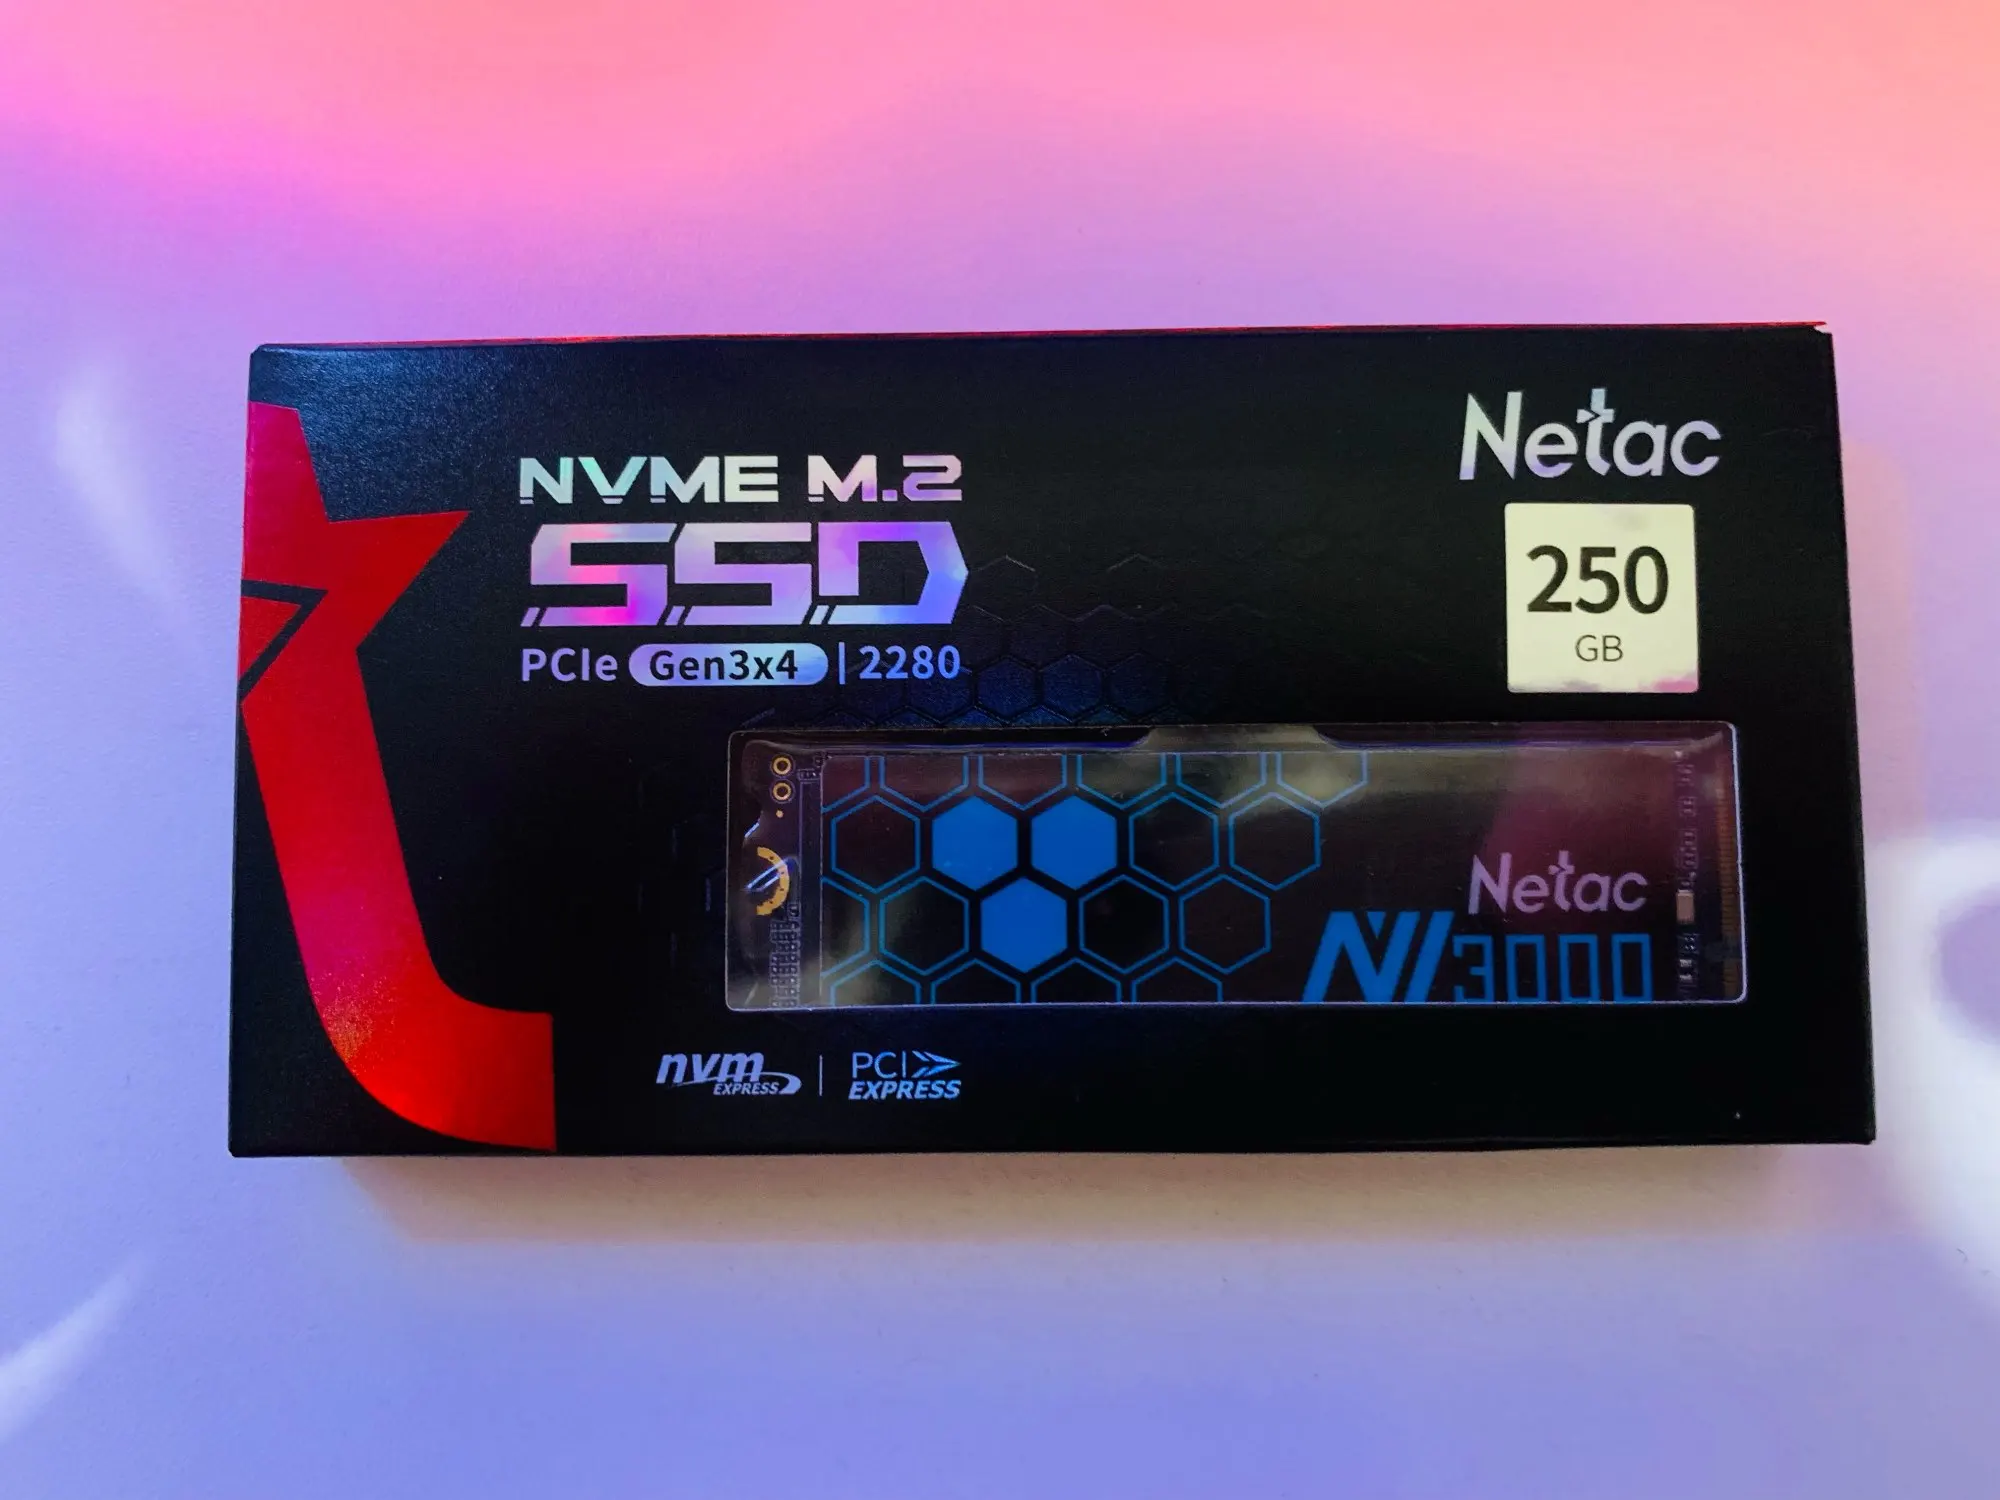 NVME M.2
SSD
PCIe Gen3x4 | 2280
Netac
250
GB
Netac
NV3000
nvm
EXPRESS
PCI
EXPRESS